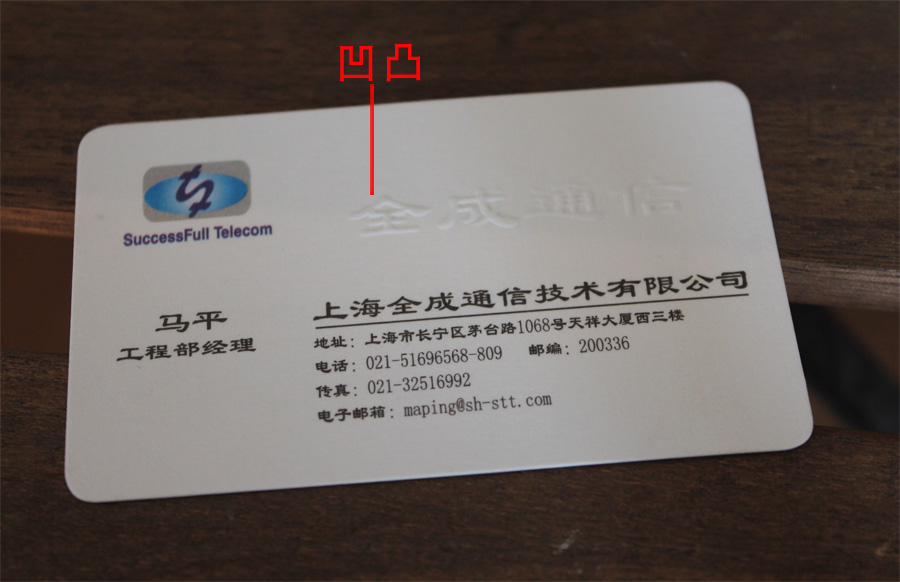 凹凸
全成通信
SuccessFull Telecom
马平
工程部经理
上海全成通信技术有限公司
地址：上海市长宁区茅台路1068号天祥大厦西三楼
电话：021-51696568-809 邮编：200336
传真：021-32516992
电子邮箱：maping@sh-stt.com